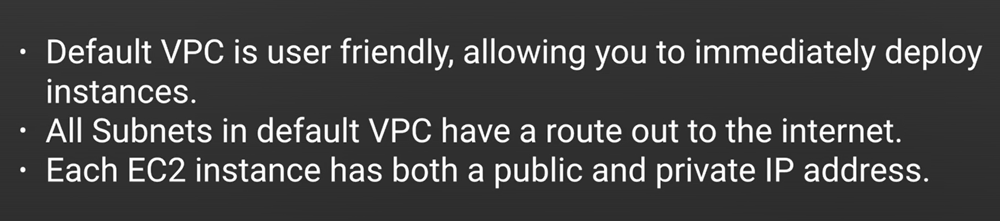 • Default VPC is user friendly, allowing you to immediately deploy
instances.
• All Subnets in default VPC have a route out to the internet.
• Each EC2 instance has both a public and private IP address.